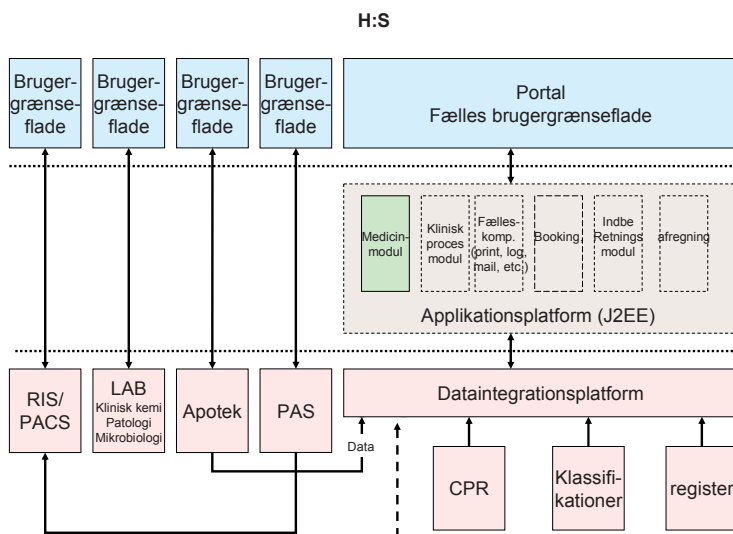 H:S
Bruger-
grænse-
flade
Bruger-
grænse-
flade
Bruger-
grænse-
flade
Bruger-
grænse-
flade
Portal
Fælles brugergrænseflade
Medicin-
modul
Klinisk
proces
modul
Fælles-
komp.
(print, log,
mail, etc.)
Booking,
Indbe
Retnings
modul
afregning
Applikationsplatform (J2EE)
RIS/
PACS
LAB
Klinisk kemi
Patologi
Mikrobiologi
Apotek
PAS
Dataintegrationsplatform
Data
CPR
Klassifi-
kationer
register